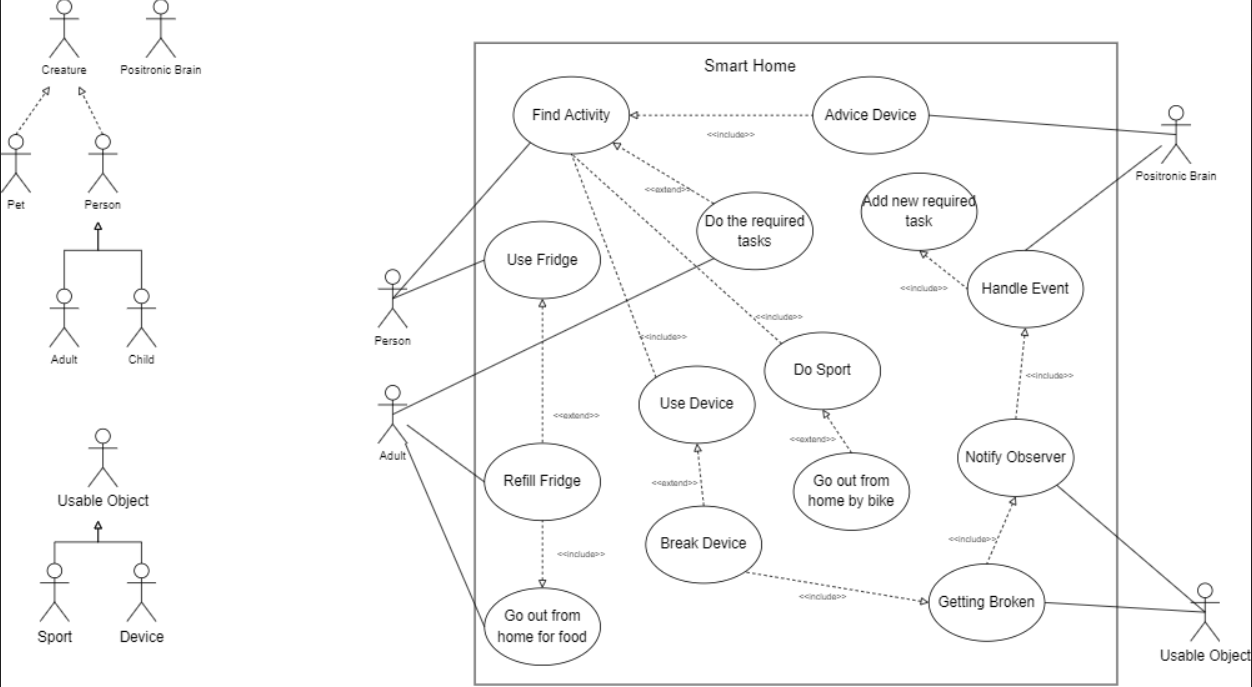 Creature
Positronic Brain
Pet
Person
Adult
Child
Usable Object
Sport
Device
Smart Home
Find Activity
Advice Device
<<include>>
Positronic Brain
<<extend>>
Add new required
task
Do the required
tasks
Use Fridge
Handle Event
<<include>>
Person
<<include>>
<<include>>
Do Sport
<<include>>
Use Device
<<extend>>
<<extend>>
Adult
Notify Observer
Refill Fridge
<<extend>>
Go out from
home by bike
<<include>>
Break Device
<<include>>
<<include>>
Getting Broken
Go out from
home for food
Usable Object